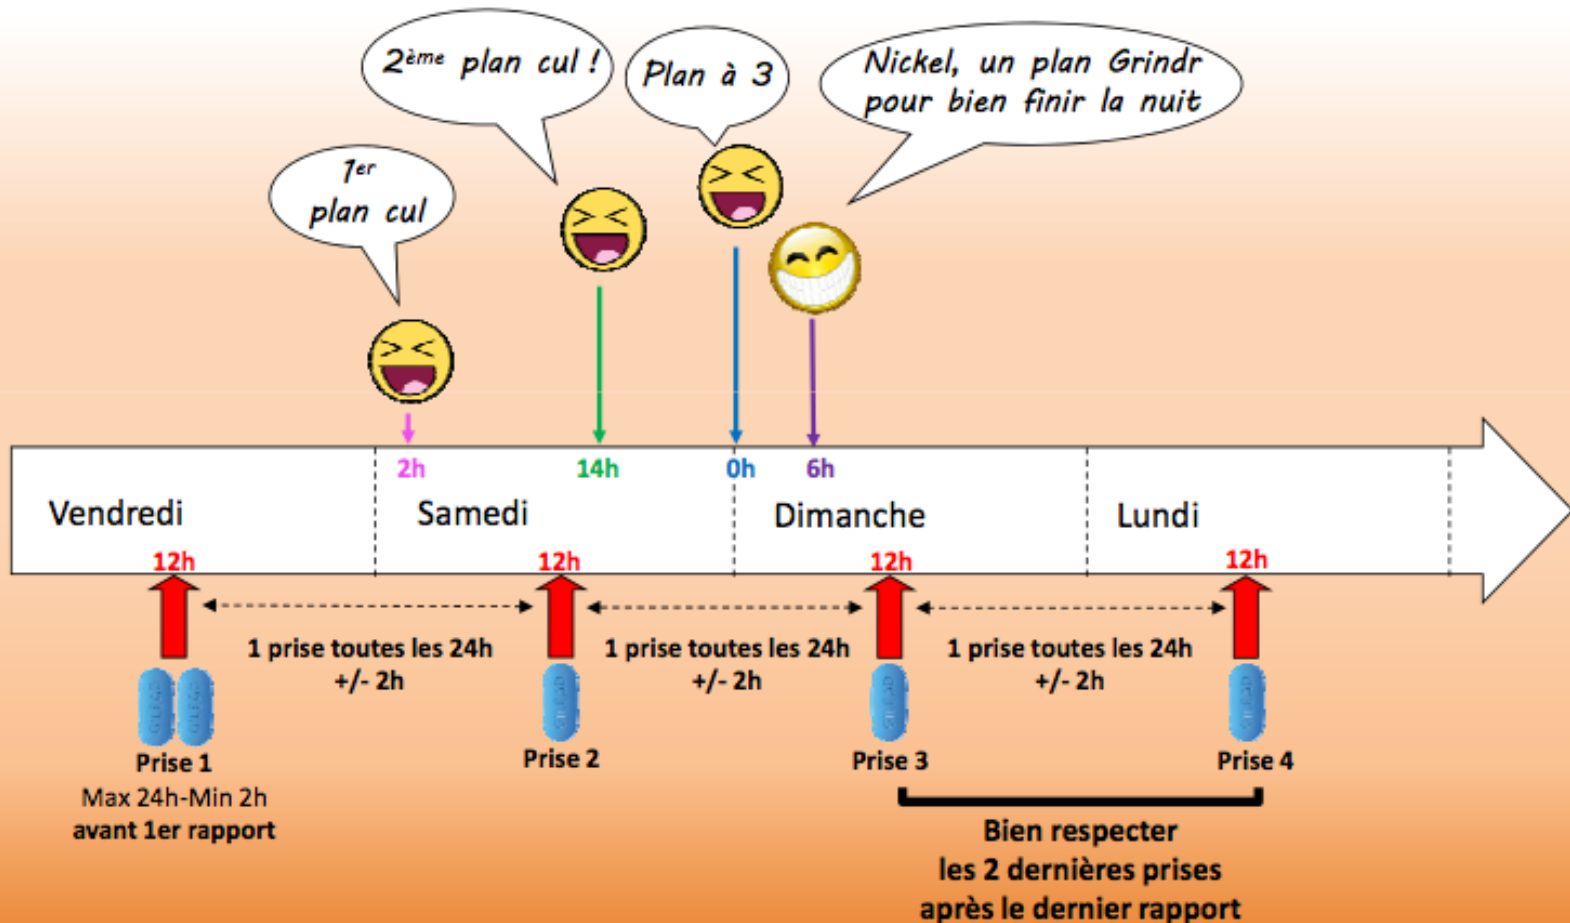 1er
plan cul
2ème plan cul !
Plan à 3
Nickel, un plan Grindr
pour bien finir la nuit
2h
14h
0h
6h
Vendredi
Samedi
Dimanche
Lundi
12h
12h
12h
12h
1 prise toutes les 24h
+/- 2h
1 prise toutes les 24h
+/- 2h
1 prise toutes les 24h
+/- 2h
Prise 1
Max 24h-Min 2h
avant 1er rapport
Prise 2
Prise 3
Prise 4
Bien respecter
les 2 dernières prises
après le dernier rapport